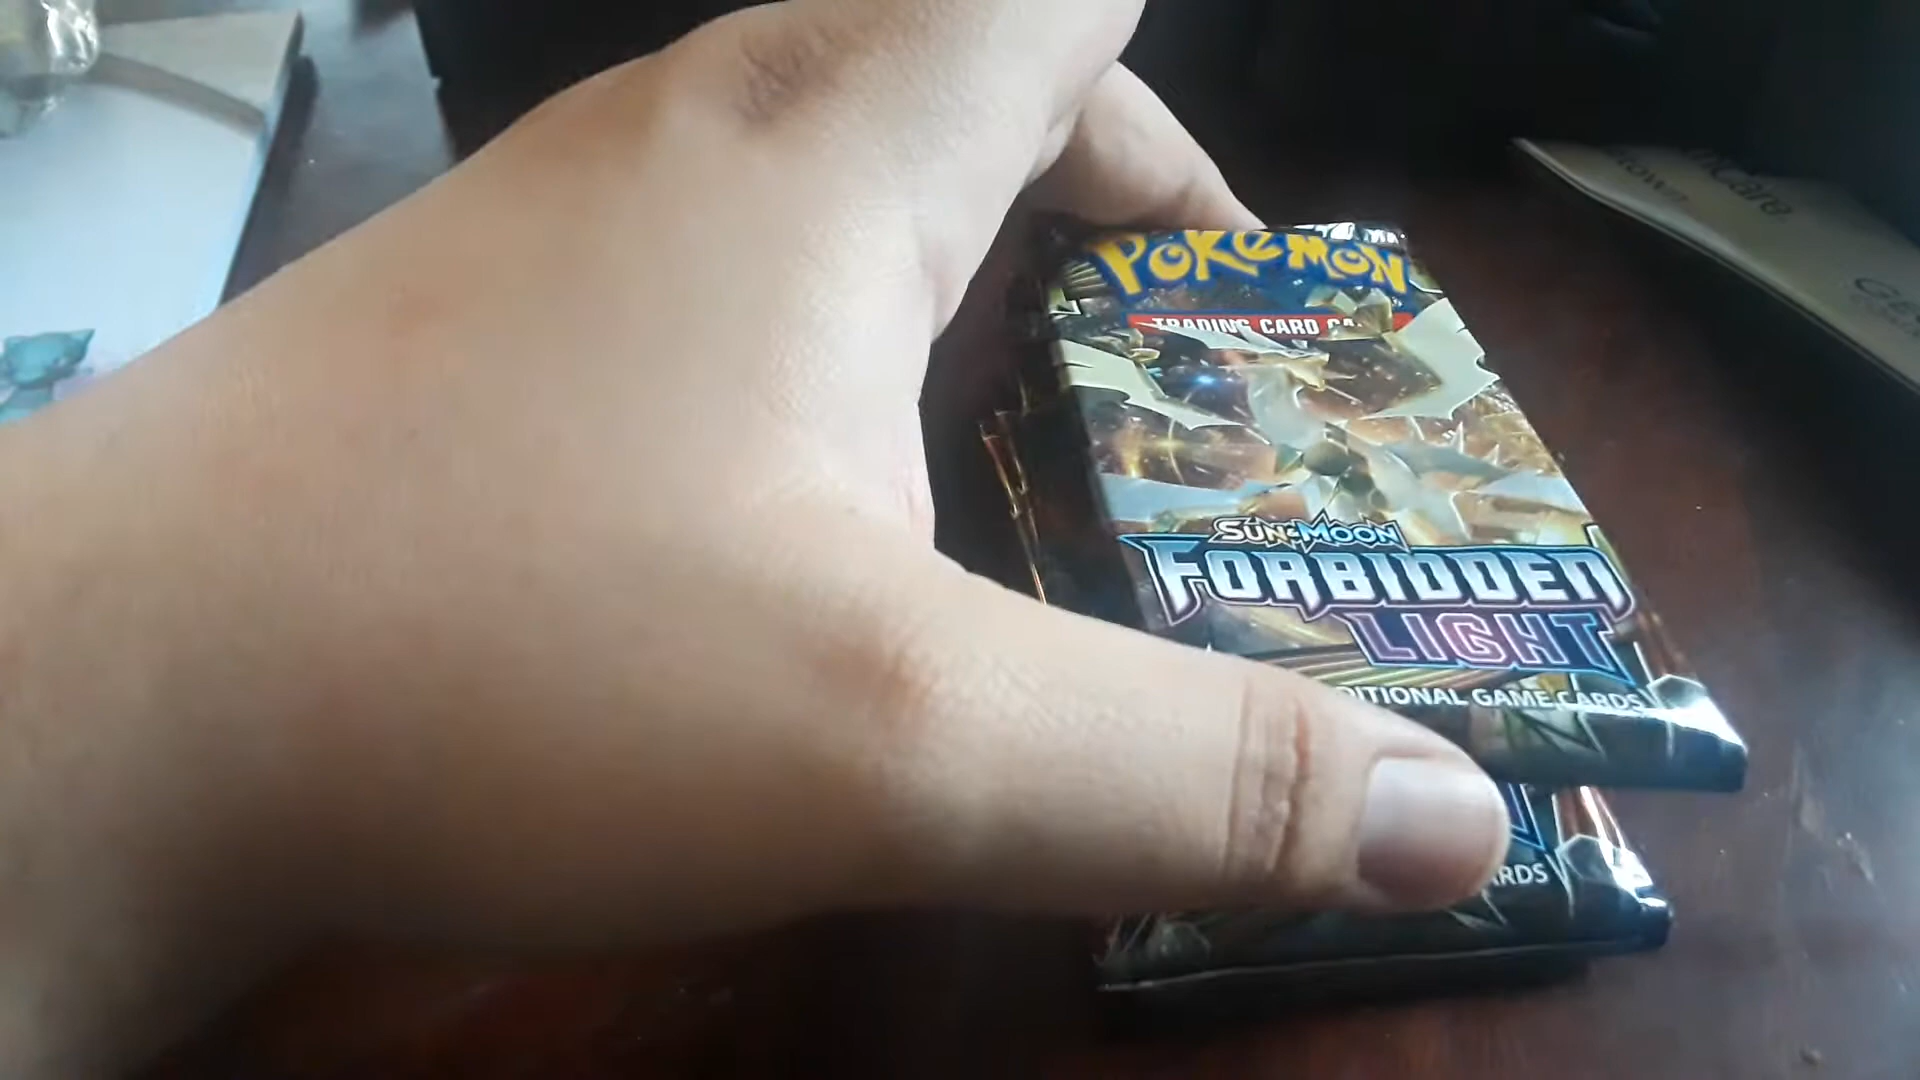 POKéMON
TRADING CARD GA
SUN & MOON
FORBIDDEN
LIGHT
DITIONAL GAME CARDS
ARDS